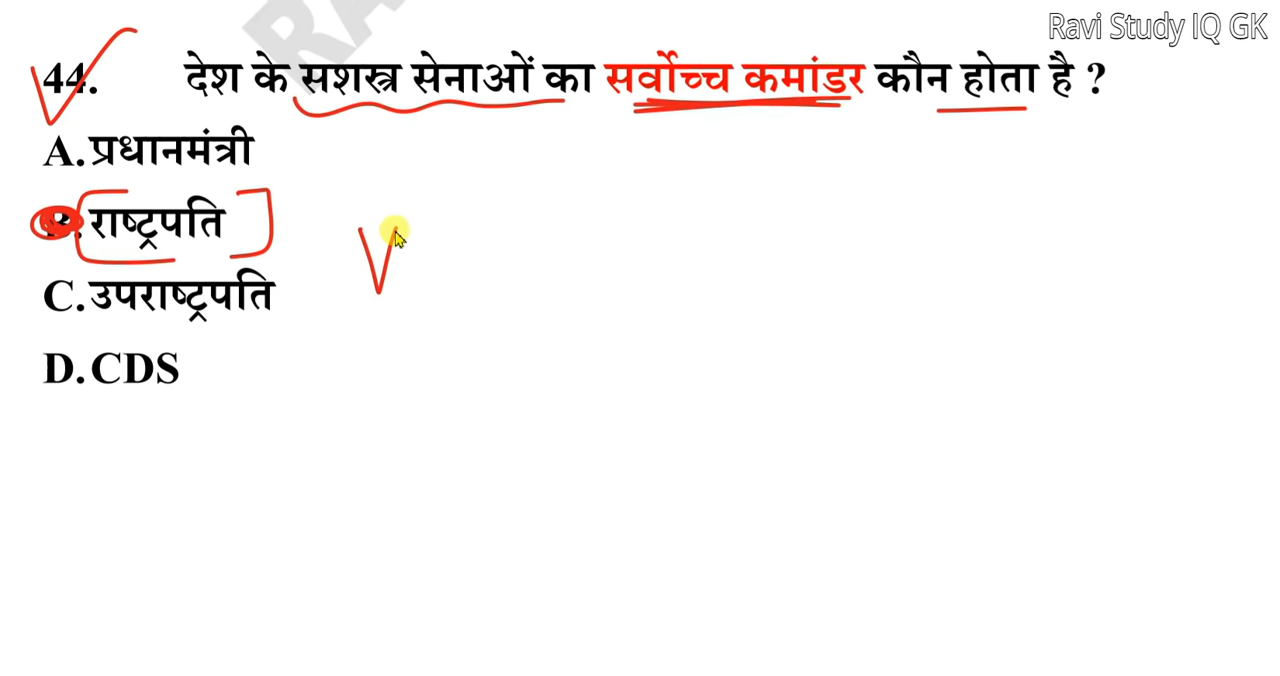 Ravi Study IQ GK
44. देश के सशस्त्र सेनाओं का सर्वोच्च कमांडर कौन होता है ?
A. प्रधानमंत्री
B. राष्ट्रपति
C. उपराष्ट्रपति
D. CDS